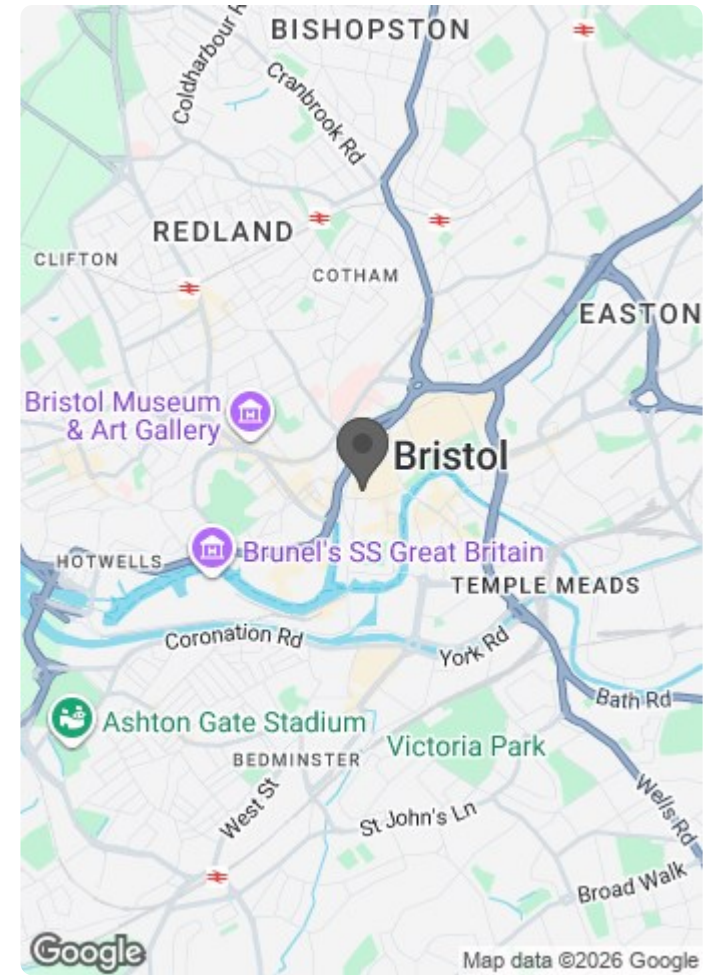 BISHOPSTON
Coldharbour R
Cranbrook Rd
REDLAND
CLIFTON
COTHAM
EASTON
Bristol Museum
& Art Gallery
Bristol
HOTWELLS
Brunel's SS Great Britain
TEMPLE MEADS
Coronation Rd
York Rd
Bath Rd
Ashton Gate Stadium
Victoria Park
BEDMINSTER
West St
St John's Ln
Wells Rd
Broad Walk
Google
Map data ©2026 Google